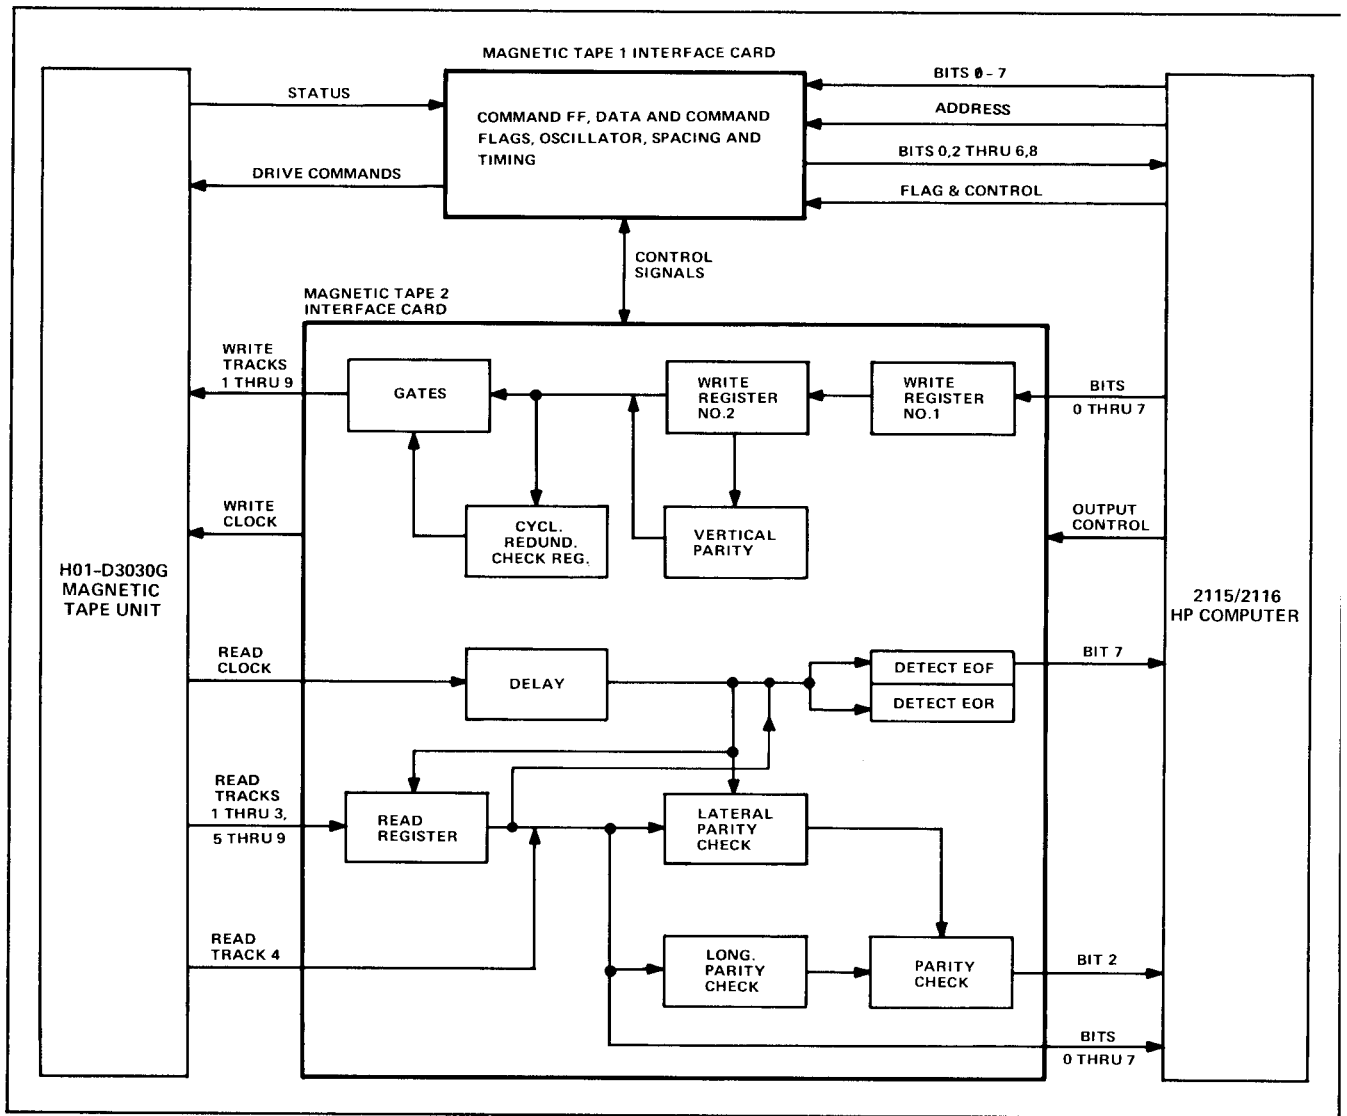 MAGNETIC TAPE 1 INTERFACE CARD
STATUS
DRIVE COMMANDS
COMMAND FF, DATA AND COMMAND
FLAGS, OSCILLATOR, SPACING AND
TIMING
BITS 0 - 7
ADDRESS
BITS 0,2 THRU 6,8
FLAG & CONTROL
CONTROL
SIGNALS
MAGNETIC TAPE 2
INTERFACE CARD
WRITE
TRACKS
1 THRU 9
GATES
WRITE
REGISTER
NO.2
WRITE
REGISTER
NO.1
BITS
0 THRU 7
WRITE
CLOCK
CYCL.
REDUND.
CHECK REG.
VERTICAL
PARITY
OUTPUT
CONTROL
H01-D3030G
MAGNETIC
TAPE UNIT
2115/2116
HP COMPUTER
READ
CLOCK
DELAY
DETECT EOF
DETECT EOR
BIT 7
READ
TRACKS
1 THRU 3,
5 THRU 9
READ
REGISTER
LATERAL
PARITY
CHECK
READ
TRACK 4
LONG.
PARITY
CHECK
PARITY
CHECK
BIT 2
BITS
0 THRU 7